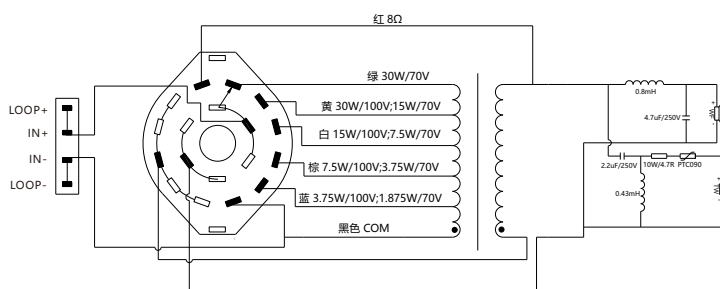 红 8Ω
绿 30W/70V
黄 30W/100V;15W/70V
白 15W/100V;7.5W/70V
棕 7.5W/100V;3.75W/70V
蓝 3.75W/100V;1.875W/70V
黑色 COM
LOOP+
IN+
IN-
LOOP-
0.8mH
4.7uF/250V
2.2uF/250V
10W/4.7R
PTC090
0.43mH
+
-
+
-